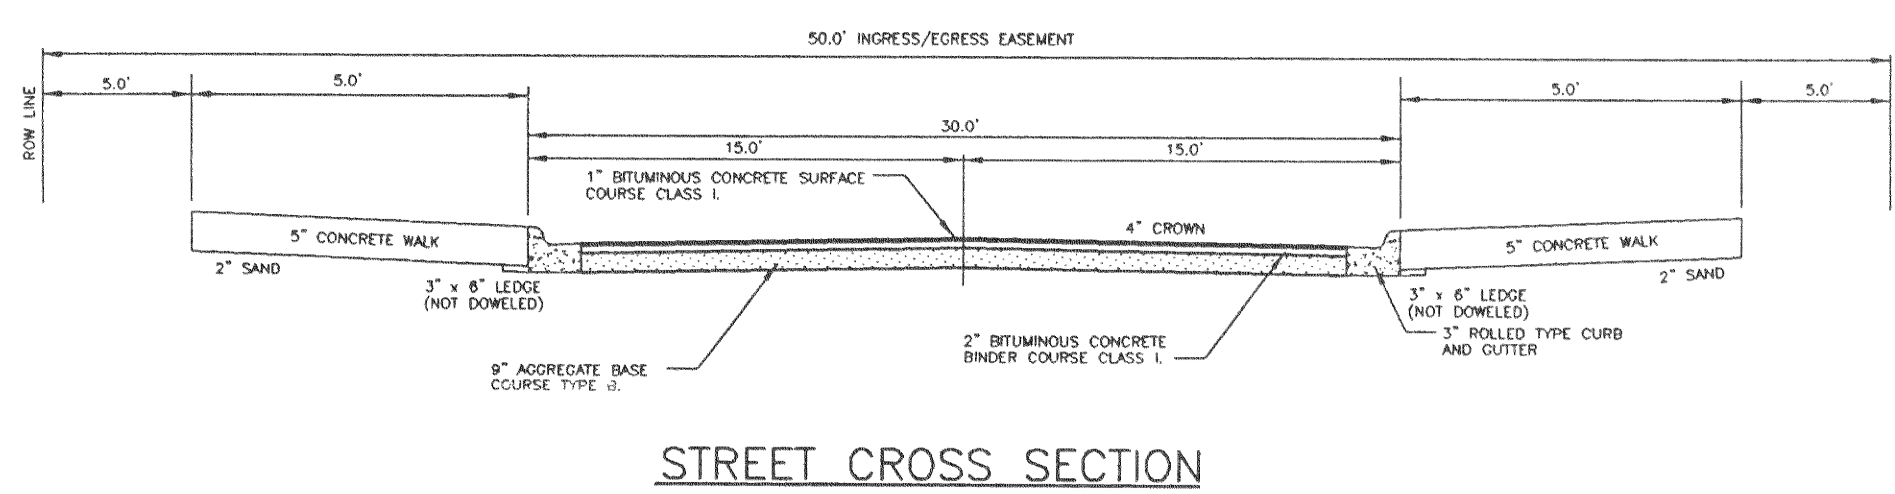 50.0' INGRESS/EGRESS EASEMENT
5.0'
5.0'
5.0'
5.0'
ROW LINE
30.0'
15.0'
15.0'
1" BITUMINOUS CONCRETE SURFACE
COURSE CLASS I.
4" CROWN
5" CONCRETE WALK
5" CONCRETE WALK
2" SAND
2" SAND
3" x 6" LEDGE
(NOT DOWELED)
3" x 6" LEDGE
(NOT DOWELED)
3" ROLLED TYPE CURB
AND GUTTER
2" BITUMINOUS CONCRETE
BINDER COURSE CLASS I.
9" AGGREGATE BASE
COURSE TYPE B.
STREET CROSS SECTION